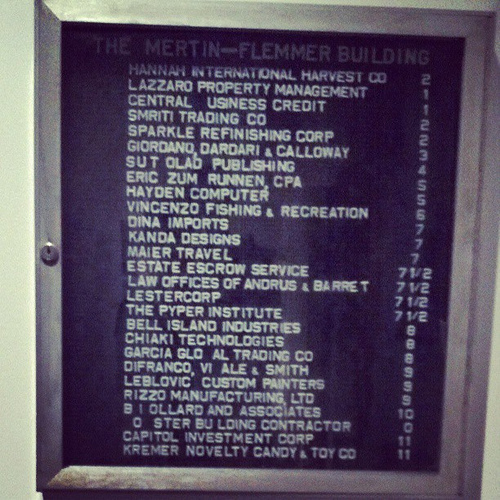 THE MERTIN-FLEMMER BUILDING
HANNAH INTERNATIONAL HARVEST CO 2
LAZZARO PROPERTY MANAGEMENT 1
CENTRAL USINESS CREDIT 1
SMRITI TRADING CO 2
SPARKLE REFINISHING CORP 2
GIORDANO, DARDARI & CALLOWAY 3
SUT OLAD PUBLISHING 4
ERIC ZUM RUNNEN, CPA 5
HAYDEN COMPUTER 5
VINCENZO FISHING & RECREATION 6
DINA IMPORTS 7
KANDA DESIGNS 7
MAIER TRAVEL 7
ESTATE ESCROW SERVICE 7 1/2
LAW OFFICES OF ANDRUS & BARRET 7 1/2
LESTERCORP 7 1/2
THE PYPER INSTITUTE 7 1/2
BELL ISLAND INDUSTRIES 8
CHIAKI TECHNOLOGIES 8
GARCIA GLO AL TRADING CO 8
DIFRANCO, VI ALE & SMITH 9
LEBLOVIC CUSTOM PAINTERS 9
RIZZO MANUFACTURING, LTD 9
B I OLLARD AND ASSOCIATES 10
O STER BU LDING CONTRACTOR 0
CAPITOL INVESTMENT CORP 11
KREMER NOVELTY CANDY & TOY CO 11